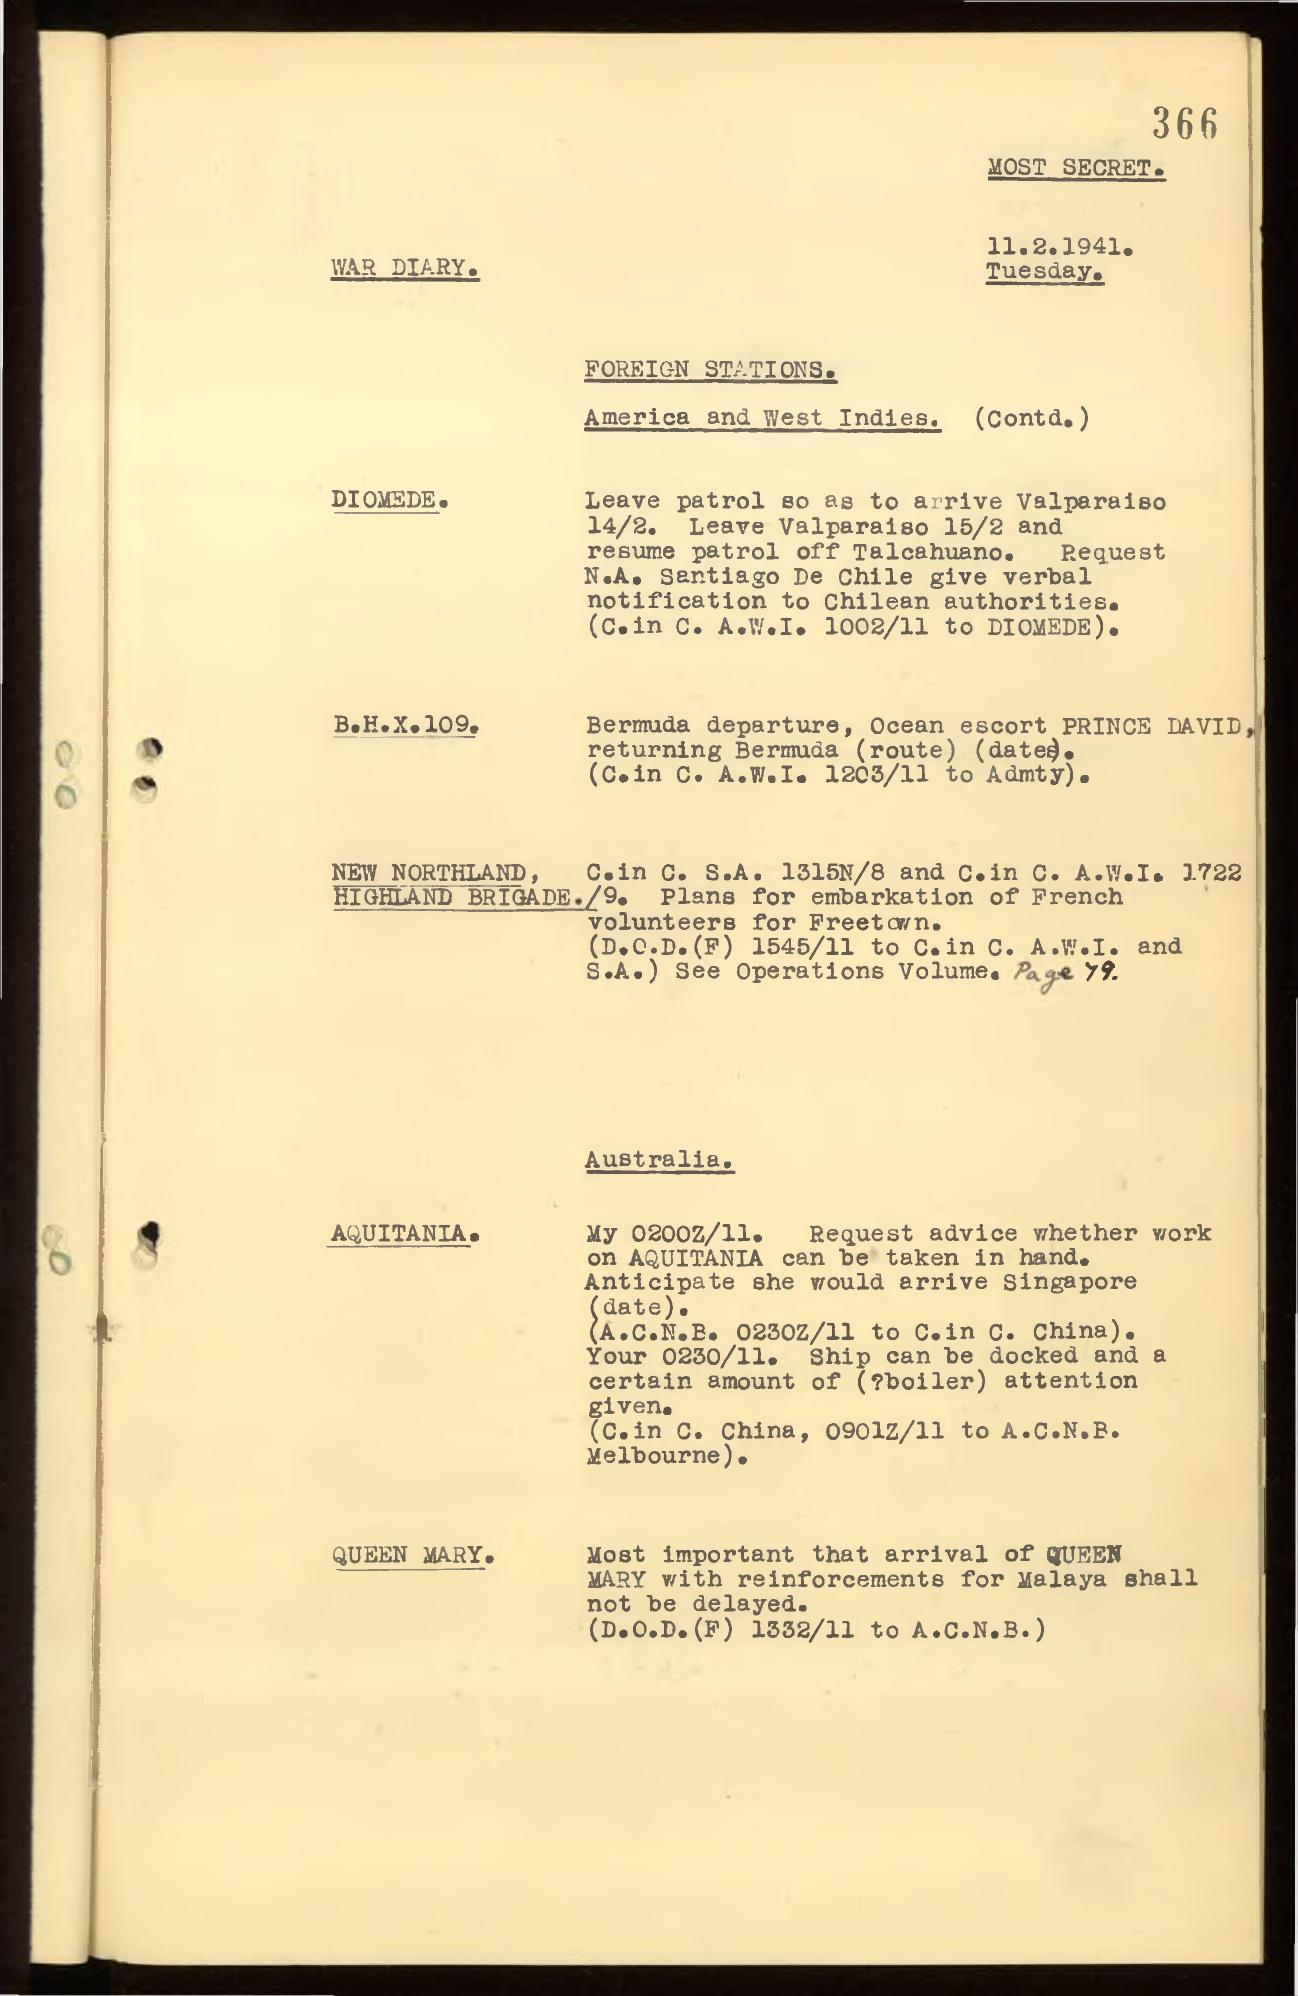 366
MOST SECRET.
11.2.1941.
WAR DIARY.
Tuesday.
FOREIGN STATIONS.
America and West Indies. (Contd.)
DIOMEDE. Leave patrol so as to arrive Valparaiso
14/2. Leave Valparaiso 15/2 and
resume patrol off Talcahuano. Request
N.A. Santiago De Chile give verbal
notification to Chilean authorities.
(C.in C. A.W.I. 1002/11 to DIOMEDE).
B.H.X.109. Bermuda departure, Ocean escort PRINCE DAVID,
returning Bermuda (route) (date).
(C.in C. A.W.I. 1203/11 to Admty).
NEW NORTHLAND, C.in C. S.A. 1315N/8 and C.in C. A.W.I. 1722
HIGHLAND BRIGADE. /9. Plans for embarkation of French
volunteers for Freetown.
(D.O.D.(F) 1545/11 to C.in C. A.W.I. and
S.A.) See Operations Volume. Page 79.
Australia.
AQUITANIA. My 0200Z/11. Request advice whether work
on AQUITANIA can be taken in hand.
Anticipate she would arrive Singapore
(date).
(A.C.N.B. 0230Z/11 to C.in C. China).
Your 0230/11. Ship can be docked and a
certain amount of (?boiler) attention
given.
(C.in C. China, 0901Z/11 to A.C.N.B.
Melbourne).
QUEEN MARY. Most important that arrival of QUEEN
MARY with reinforcements for Malaya shall
not be delayed.
(D.O.D.(F) 1332/11 to A.C.N.B.)